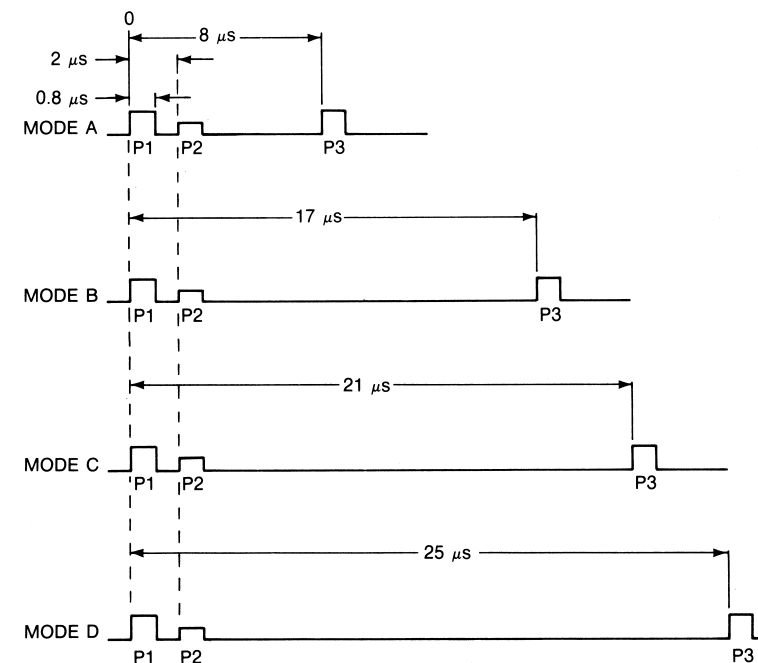 0
8 μs
2 μs
0.8 μs
MODE A
P1 P2 P3
17 μs
MODE B
P1 P2 P3
21 μs
MODE C
P1 P2 P3
25 μs
MODE D
P1 P2 P3